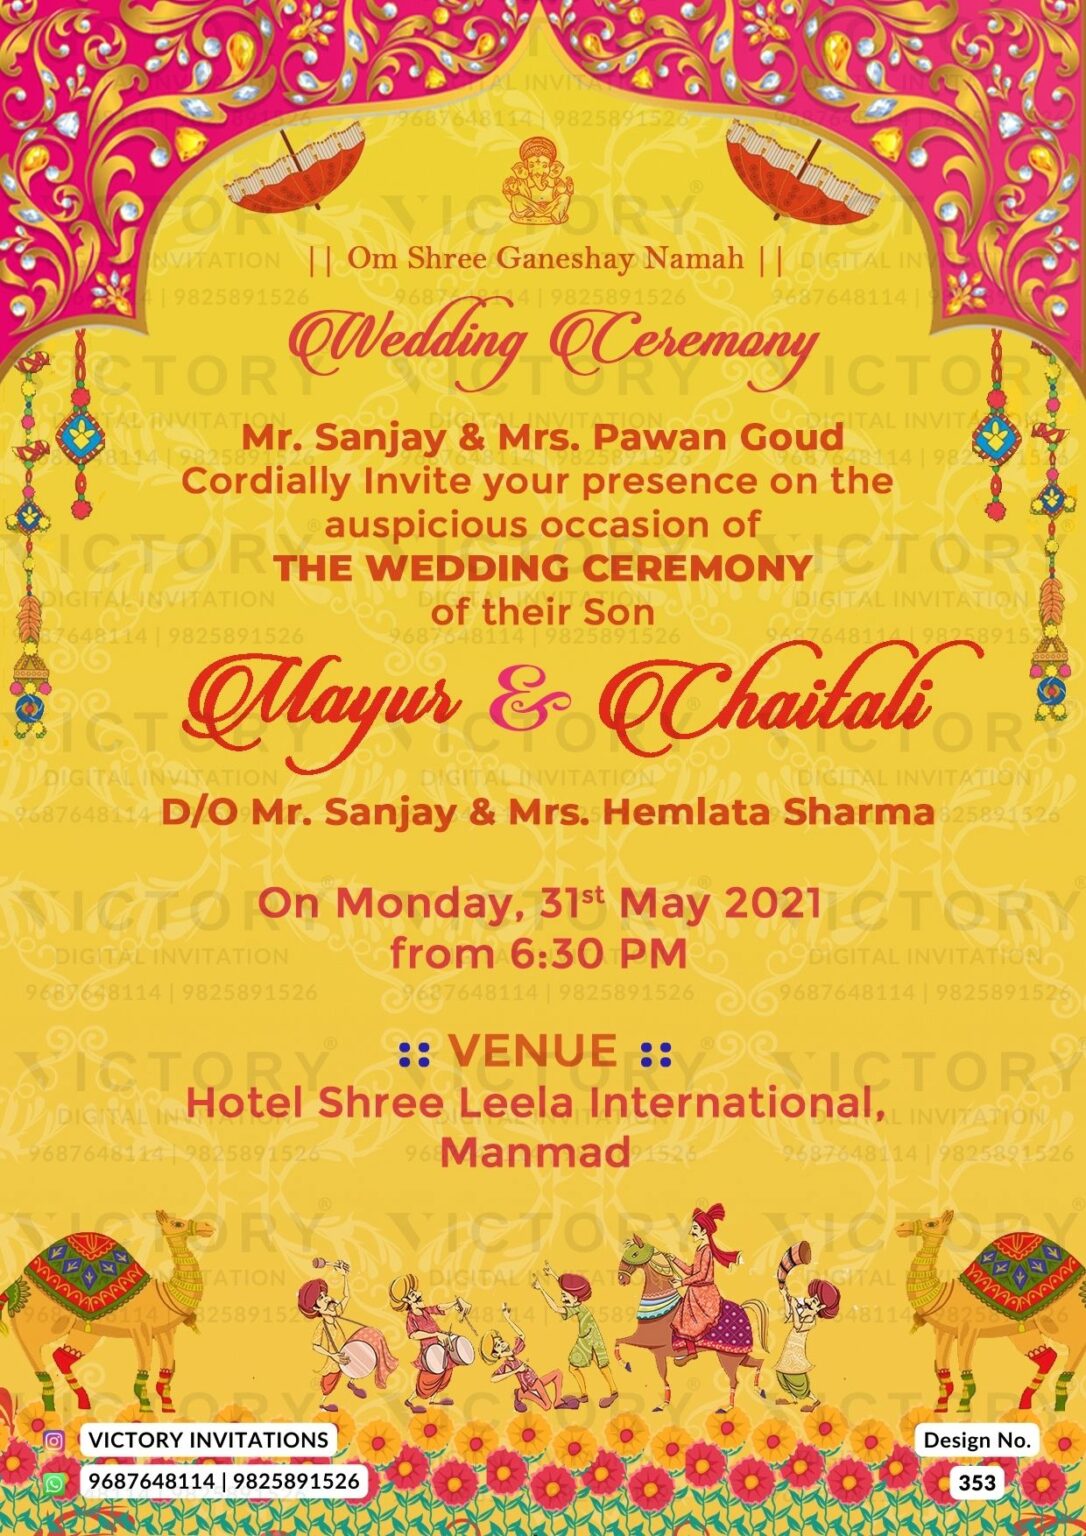 || Om Shree Ganeshay Namah ||
Wedding Ceremony
Mr. Sanjay & Mrs. Pawan Goud
Cordially Invite your presence on the
auspicious occasion of
THE WEDDING CEREMONY
of their Son
Mayur & Chaitali
D/O Mr. Sanjay & Mrs. Hemlata Sharma
On Monday, 31st May 2021
from 6:30 PM
:: VENUE ::
Hotel Shree Leela International,
Manmad
VICTORY INVITATIONS
9687648114 | 9825891526
Design No.
353
VICTORY®
DIGITAL INVITATION
9687648114 | 9825891526